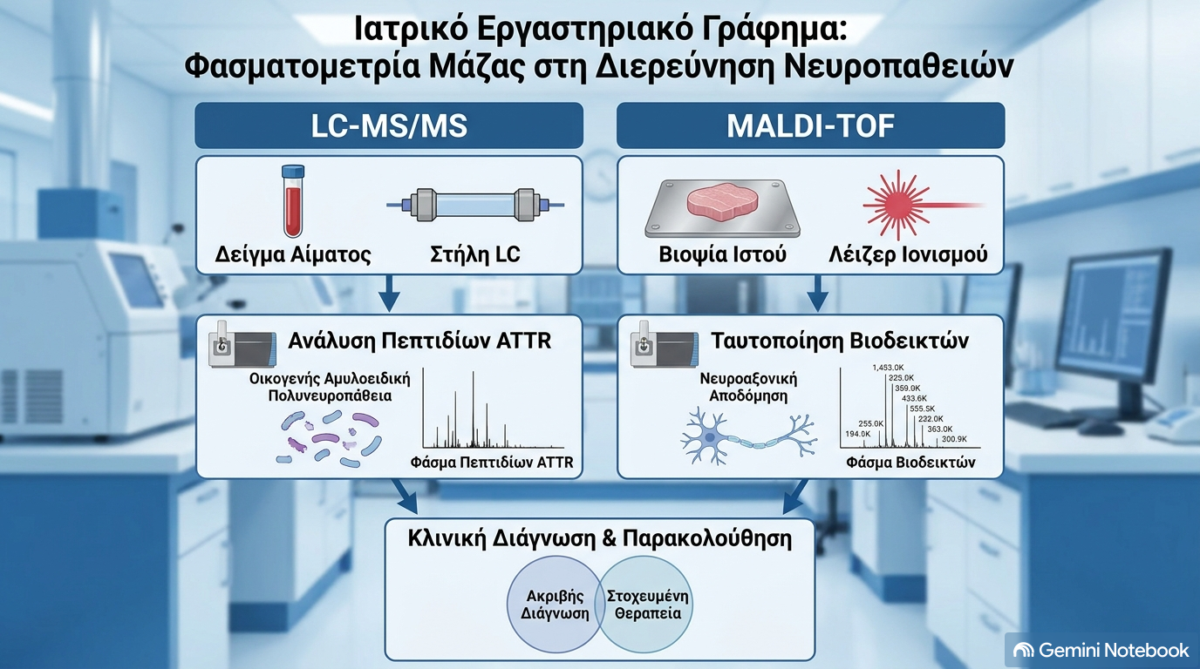 Ιατρικό Εργαστηριακό Γράφημα:
Φασματομετρία Μάζας στη Διερεύνηση Νευροπαθειών
LC-MS/MS
Δείγμα Αίματος
Στήλη LC
Ανάλυση Πεπτιδίων ATTR
Οικογενής Αμυλοειδική
Πολυνευροπάθεια
Φάσμα Πεπτιδίων ATTR
MALDI-TOF
Βιοψία Ιστού
Λέιζερ Ιονισμού
Ταυτοποίηση Βιοδεικτών
Νευροαξονική
Αποδόμηση
1,453.0K
225.0K
359.0K
433.6K
555.5K
255.0K
232.0K
194.0K
363.0K
300.9K
Φάσμα Βιοδεικτών
Κλινική Διάγνωση & Παρακολούθηση
Ακριβής
Διάγνωση
Στοχευμένη
Θεραπεία
Gemini Notebook